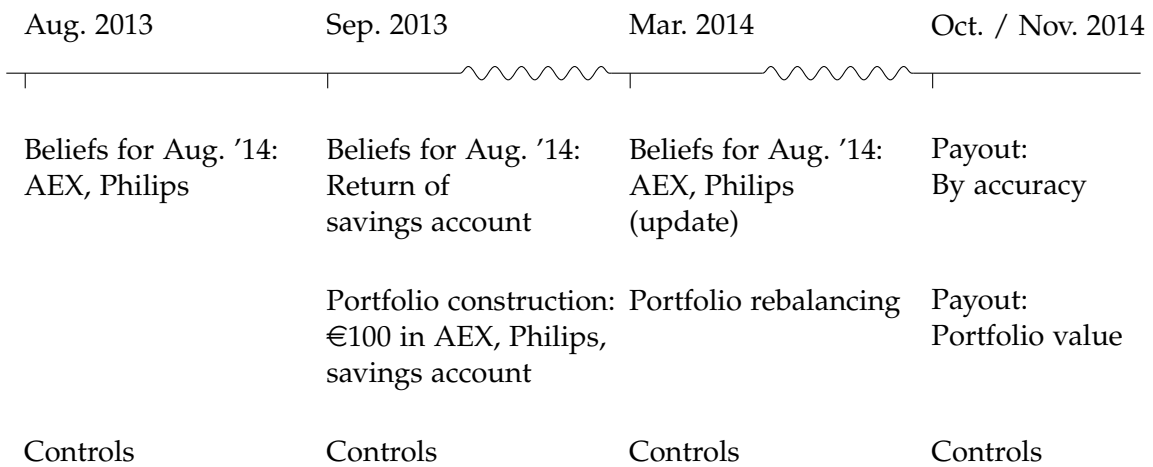 Aug. 2013 Sep. 2013 Mar. 2014 Oct. / Nov. 2014
Beliefs for Aug. ’14: Beliefs for Aug. ’14: Beliefs for Aug. ’14: Payout:
AEX, Philips Return of AEX, Philips By accuracy
savings account (update)
Portfolio construction: Portfolio rebalancing Payout:
€100 in AEX, Philips, Portfolio value
savings account
Controls Controls Controls Controls